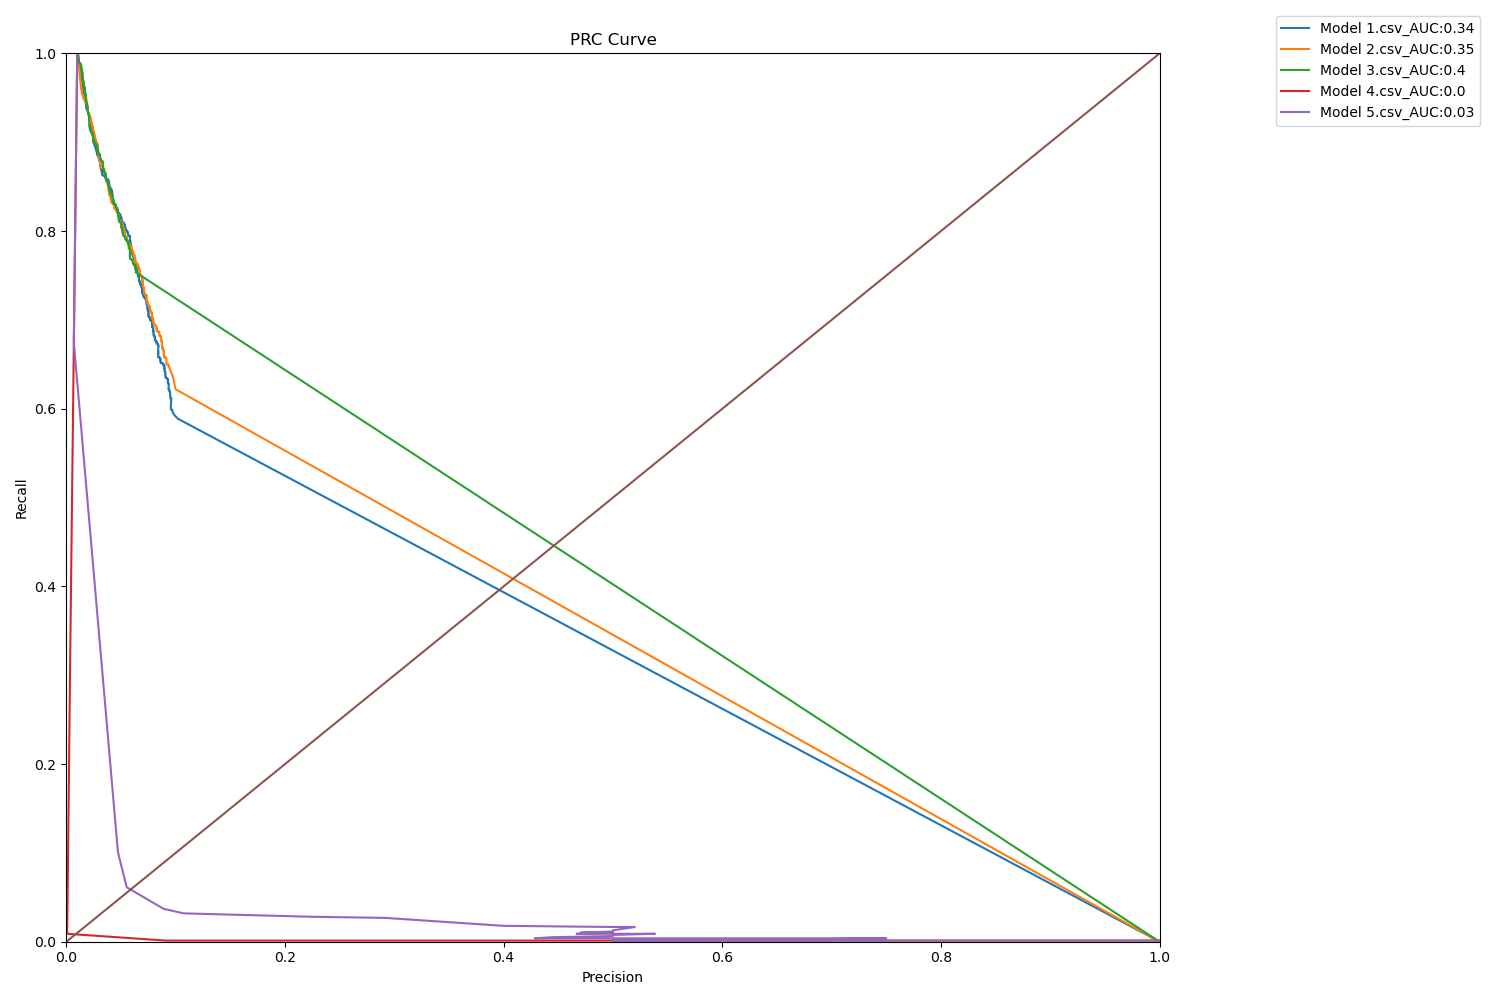 PRC Curve
Model 1.csv_AUC:0.34
Model 2.csv_AUC:0.35
Model 3.csv_AUC:0.4
Model 4.csv_AUC:0.0
Model 5.csv_AUC:0.03
1.0
0.8
0.6
0.4
0.2
0.0
Recall
0.0 0.2 0.4 0.6 0.8 1.0
Precision